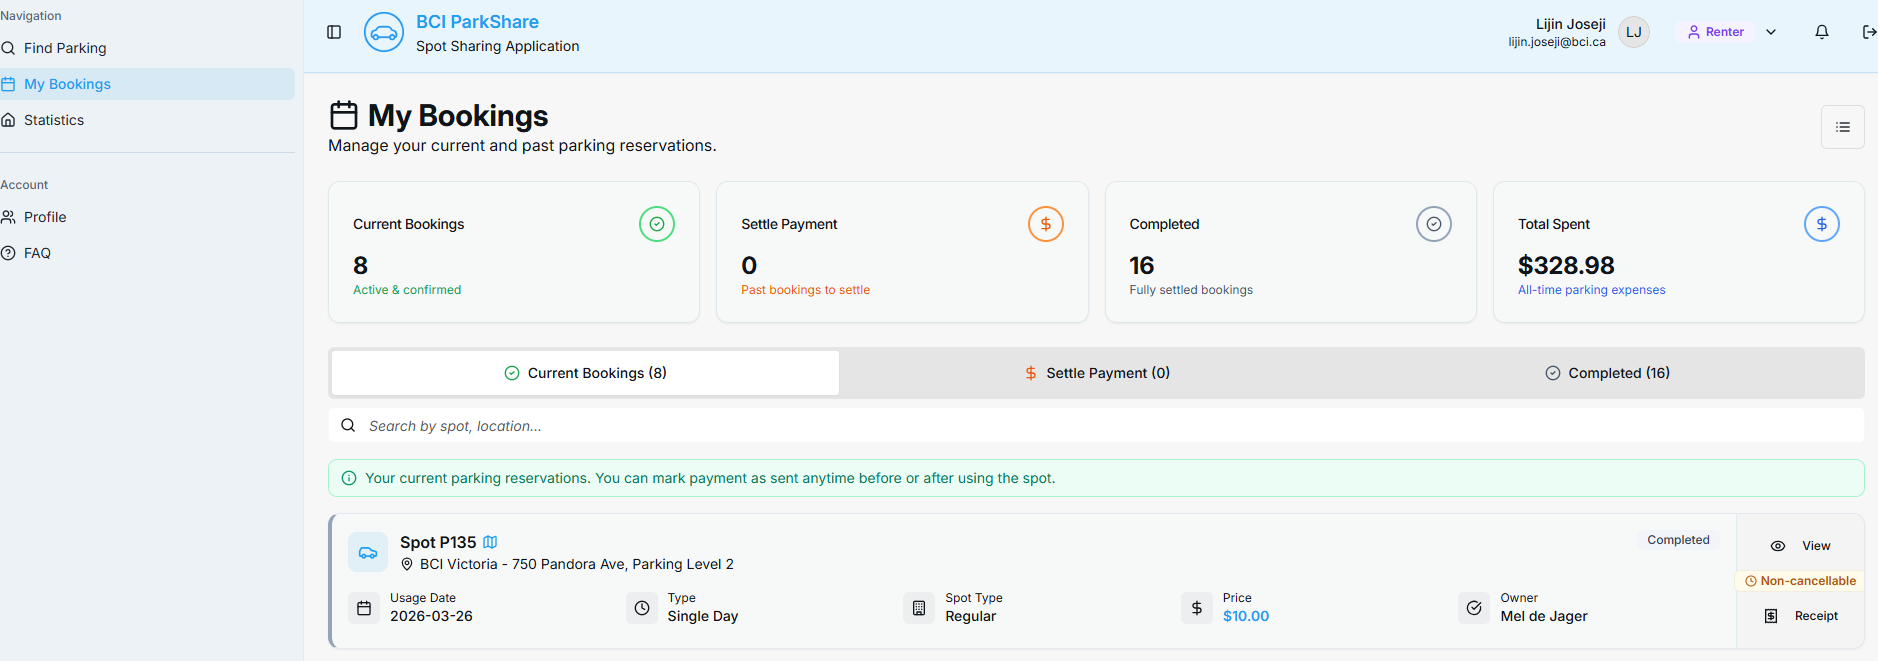 Navigation
Find Parking
My Bookings
Statistics
Account
Profile
FAQ
BCI ParkShare
Spot Sharing Application
Lijin Joseji
lijin.joseji@bci.ca
LJ
Renter
My Bookings
Manage your current and past parking reservations.
Current Bookings
8
Active & confirmed
Settle Payment
0
Past bookings to settle
Completed
16
Fully settled bookings
Total Spent
$328.98
All-time parking expenses
Current Bookings (8)
Settle Payment (0)
Completed (16)
Search by spot, location...
Your current parking reservations. You can mark payment as sent anytime before or after using the spot.
Spot P135
BCI Victoria - 750 Pandora Ave, Parking Level 2
Completed
Usage Date
2026-03-26
Type
Single Day
Spot Type
Regular
Price
$10.00
Owner
Mel de Jager
View
Non-cancellable
Receipt